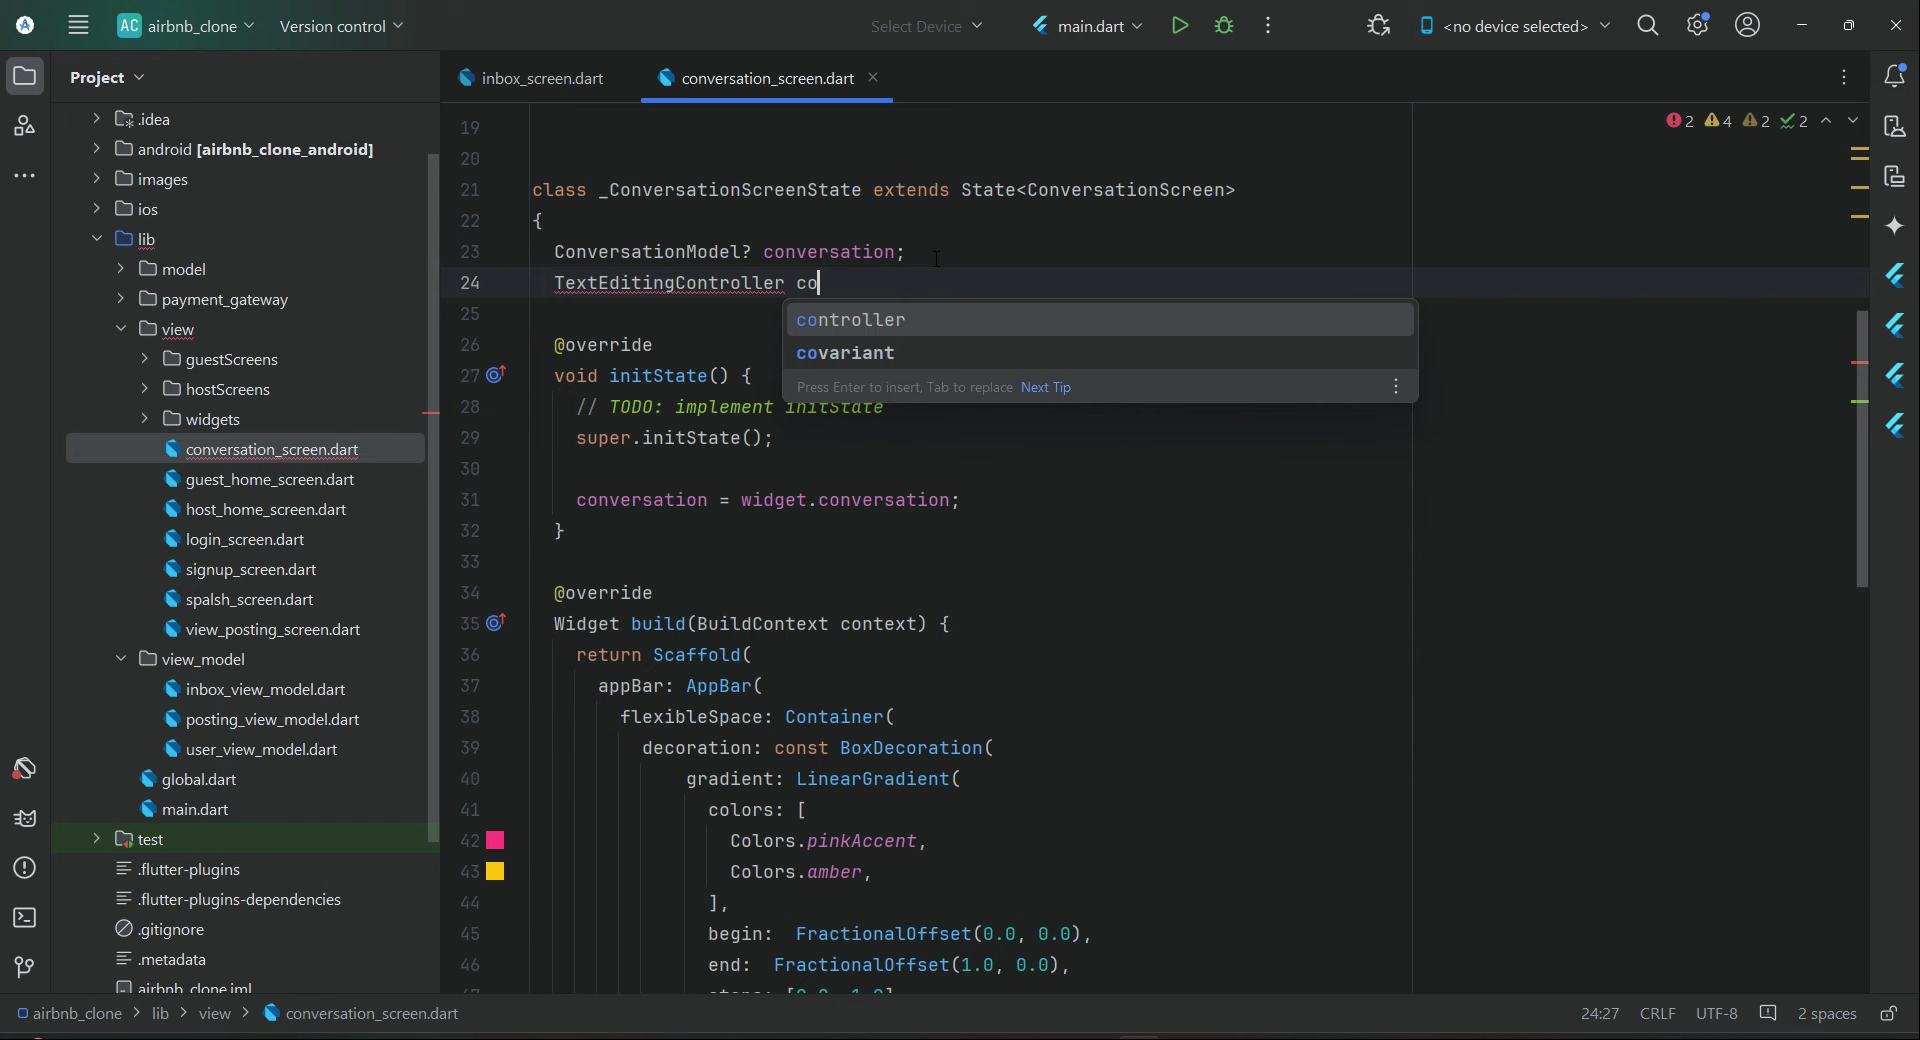 AC airbnb_clone Version control Select Device main.dart <no device selected>
Project inbox_screen.dart conversation_screen.dart
.idea
android [airbnb_clone_android]
images
ios
lib
model
payment_gateway
view
guestScreens
hostScreens
widgets
conversation_screen.dart
guest_home_screen.dart
host_home_screen.dart
login_screen.dart
signup_screen.dart
spalsh_screen.dart
view_posting_screen.dart
view_model
inbox_view_model.dart
posting_view_model.dart
user_view_model.dart
global.dart
main.dart
test
.flutter-plugins
.flutter-plugins-dependencies
.gitignore
.metadata
airbnb_clone.iml
2 4 2 2
19
20
21 class _ConversationScreenState extends State<ConversationScreen>
22 {
23 ConversationModel? conversation;
24 TextEditingController co
25
controller
covariant
Press Enter to insert, Tab to replace Next Tip
26 @override
27 void initState() {
28 // TODO: implement initState
29 super.initState();
30
31 conversation = widget.conversation;
32 }
33
34 @override
35 Widget build(BuildContext context) {
36 return Scaffold(
37 appBar: AppBar(
38 flexibleSpace: Container(
39 decoration: const BoxDecoration(
40 gradient: LinearGradient(
41 colors: [
42 Colors.pinkAccent,
43 Colors.amber,
44 ],
45 begin: FractionalOffset(0.0, 0.0),
46 end: FractionalOffset(1.0, 0.0),
airbnb_clone > lib > view > conversation_screen.dart 24:27 CRLF UTF-8 2 spaces